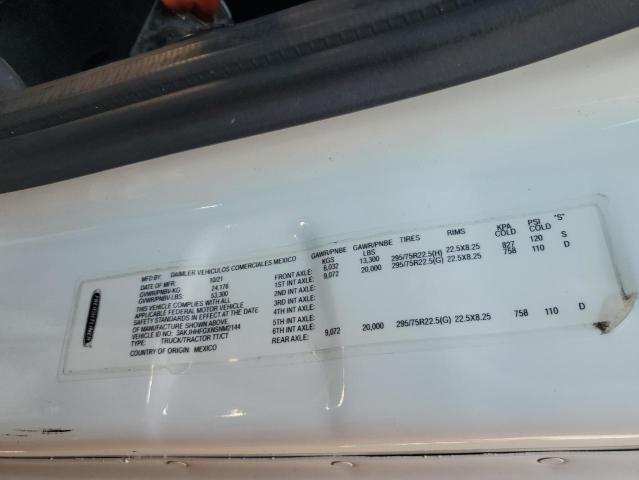 FREIGHTLINER
MFD BY: DAIMLER VEHICULOS COMERCIALES MEXICO
DATE OF MFR: 10/21
GVWR/PNBV-KG: 24,176
GVWR/PNBV-LBS: 53,300
THIS VEHICLE COMPLIES WITH ALL
APPLICABLE FEDERAL MOTOR VEHICLE
SAFETY STANDARDS IN EFFECT AT THE DATE
OF MANUFACTURE SHOWN ABOVE.
VEHICLE ID NO: 3AKJHHFGXNSNM2144
TYPE: TRUCK/TRACTOR TT/CT
COUNTRY OF ORIGIN: MEXICO
GAWR/PNBE GAWR/PNBE TIRES RIMS KPA PSI "S"
KGS LBS COLD COLD
FRONT AXLE: 6,032 13,300 295/75R22.5(H) 22.5X8.25 827 120 S
1ST INT AXLE: 9,072 20,000 295/75R22.5(G) 22.5X8.25 758 110 D
2ND INT AXLE:
3RD INT AXLE:
4TH INT AXLE:
5TH INT AXLE:
6TH INT AXLE:
REAR AXLE: 9,072 20,000 295/75R22.5(G) 22.5X8.25 758 110 D